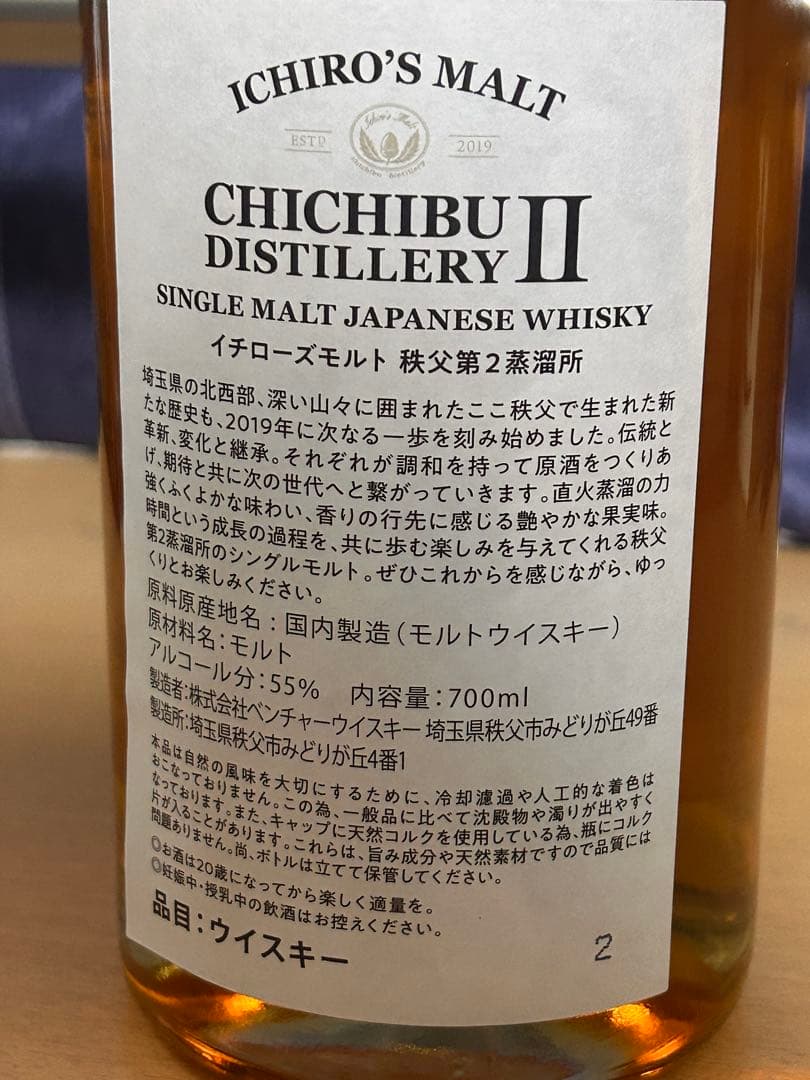 ICHIRO'S MALT
ESTD
Ichiro's Malt
2019
Chichibu Distillery
CHICHIBU
DISTILLERY
II
SINGLE MALT JAPANESE WHISKY
イチローズモルト 秩父第2蒸溜所
埼玉県の北西部、深い山々に囲まれたここ秩父で生まれた新
たな歴史も、2019年に次なる一歩を刻み始めました。伝統と
革新、変化と継承。それぞれが調和を持って原酒をつくりあ
げ、期待と共に次の世代へと繋がっていきます。直火蒸溜の力
強くふくよかな味わい、香りの行先に感じる艶やかな果実味。
時間という成長の過程を、共に歩む楽しみを与えてくれる秩父
第2蒸溜所のシングルモルト。ぜひこれからを感じながら、ゆっ
くりとお楽しみください。
原料原産地名:国内製造(モルトウイスキー)
原材料名:モルト
アルコール分:55% 内容量:700ml
製造者:株式会社ベンチャーウイスキー 埼玉県秩父市みどりが丘49番
製造所:埼玉県秩父市みどりが丘4番1
本品は自然の風味を大切にするために、冷却濾過や人工的な着色は
おこなっておりません。この為、一般品に比べて沈殿物や濁りが出やすく
なっております。また、キャップに天然コルクを使用している為、瓶にコルク
片が入ることがあります。これらは、旨み成分や天然素材ですので品質には
問題ありません。尚、ボトルは立てて保管してください。
◎お酒は20歳になってから楽しく適量を。
◎妊娠中・授乳中の飲酒はお控えください。
品目:ウイスキー
2